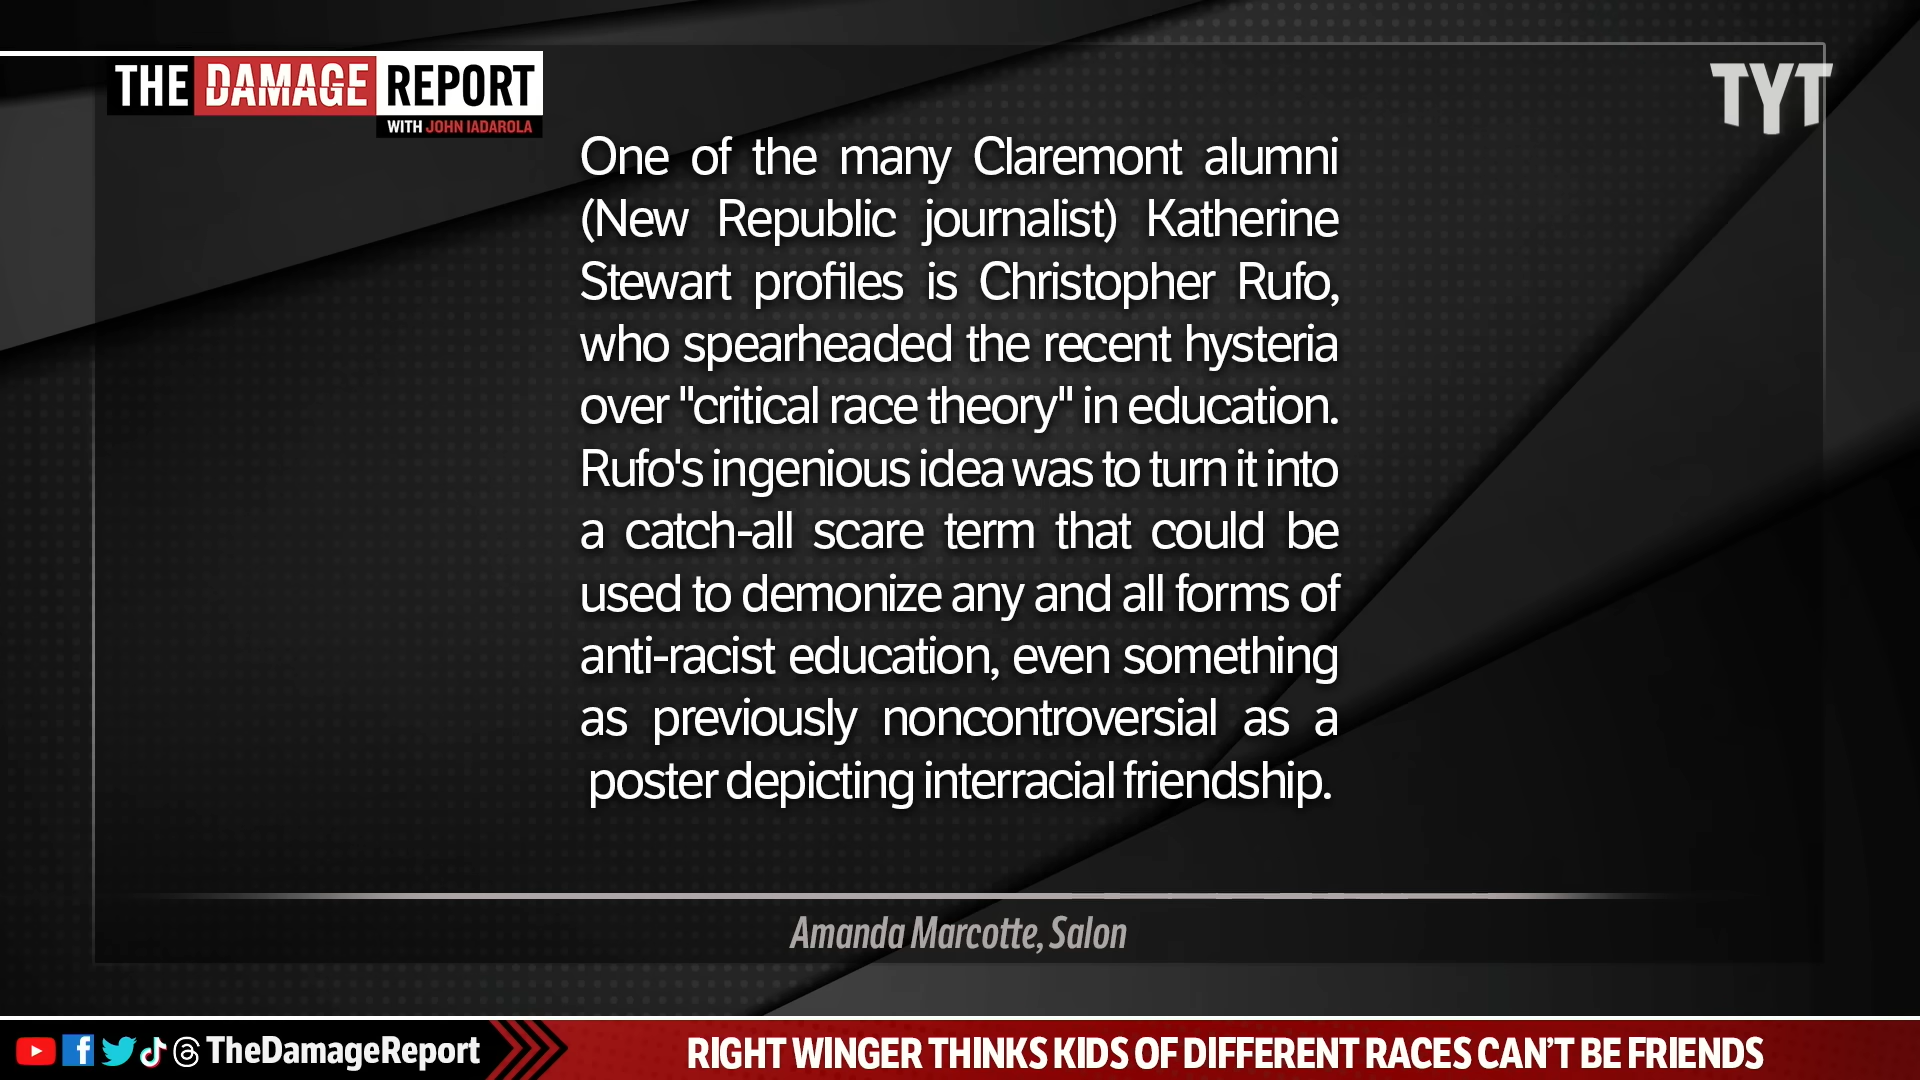 THE DAMAGE REPORT
WITH JOHN IADAROLA
TYT
One of the many Claremont alumni
(New Republic journalist) Katherine
Stewart profiles is Christopher Rufo,
who spearheaded the recent hysteria
over "critical race theory" in education.
Rufo's ingenious idea was to turn it into
a catch-all scare term that could be
used to demonize any and all forms of
anti-racist education, even something
as previously noncontroversial as a
poster depicting interracial friendship.
Amanda Marcotte, Salon
TheDamageReport
RIGHT WINGER THINKS KIDS OF DIFFERENT RACES CAN'T BE FRIENDS